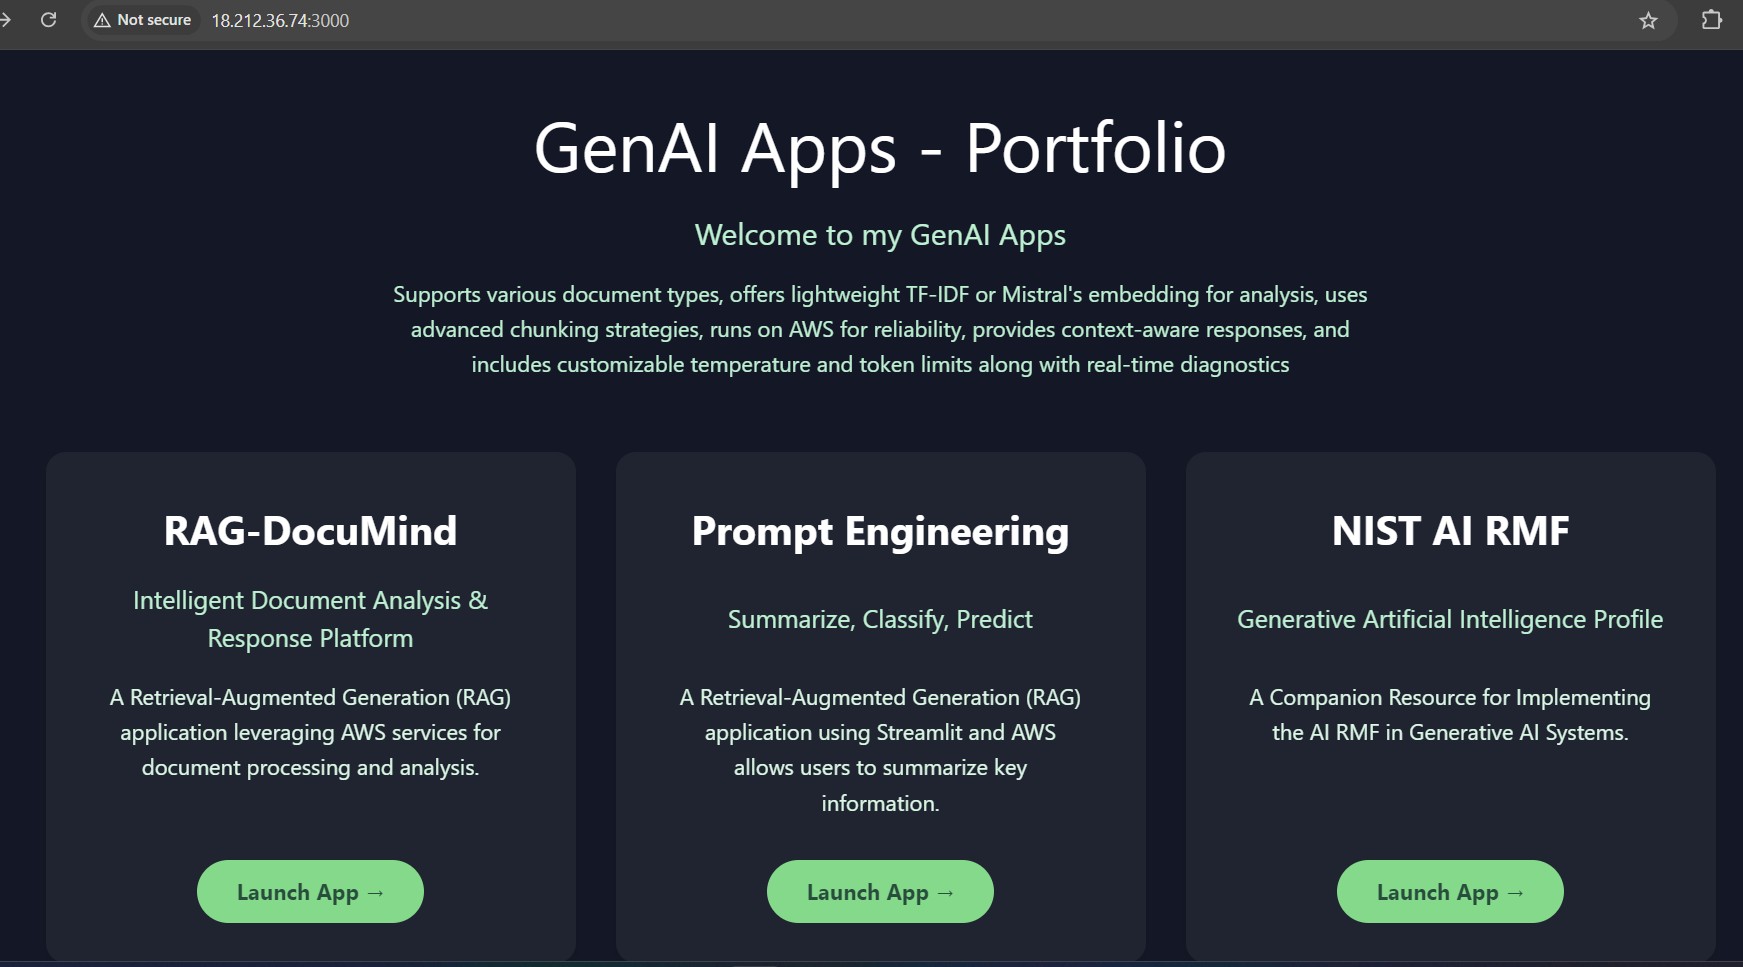 Not secure 18.212.36.74:3000
GenAI Apps - Portfolio
Welcome to my GenAI Apps
Supports various document types, offers lightweight TF-IDF or Mistral's embedding for analysis, uses
advanced chunking strategies, runs on AWS for reliability, provides context-aware responses, and
includes customizable temperature and token limits along with real-time diagnostics
RAG-DocuMind
Intelligent Document Analysis &
Response Platform
A Retrieval-Augmented Generation (RAG)
application leveraging AWS services for
document processing and analysis.
Launch App →
Prompt Engineering
Summarize, Classify, Predict
A Retrieval-Augmented Generation (RAG)
application using Streamlit and AWS
allows users to summarize key
information.
Launch App →
NIST AI RMF
Generative Artificial Intelligence Profile
A Companion Resource for Implementing
the AI RMF in Generative AI Systems.
Launch App →